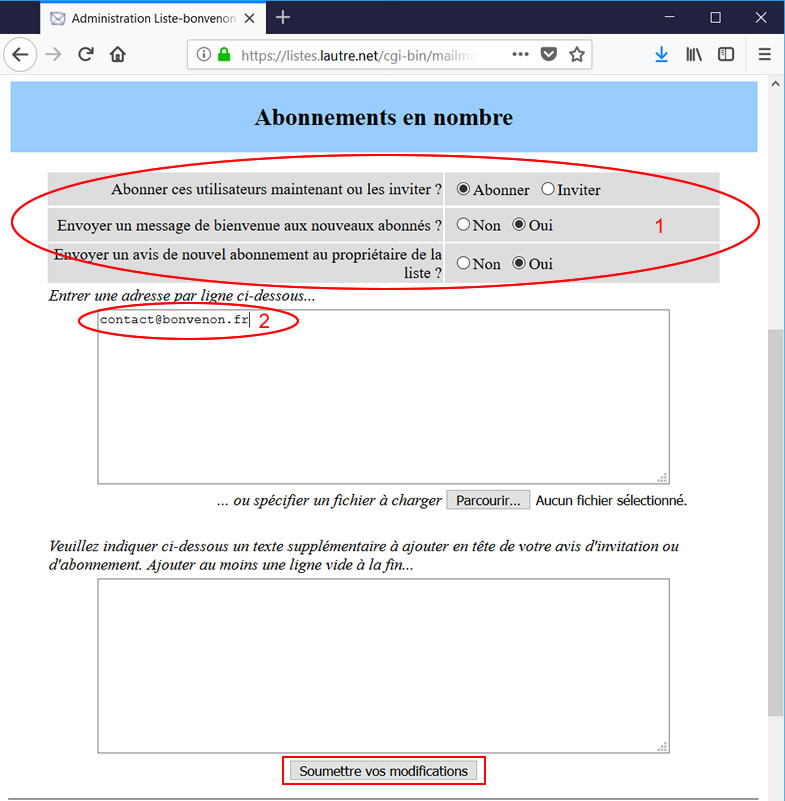 Administration Liste-bonvenon
https://listes.lautre.net/cgi-bin/mailma
Abonnements en nombre
Abonner ces utilisateurs maintenant ou les inviter ? Abonner Inviter
Envoyer un message de bienvenue aux nouveaux abonnés ? Non Oui 1
Envoyer un avis de nouvel abonnement au propriétaire de la
liste ? Non Oui
Entrer une adresse par ligne ci-dessous...
contact@bonvenon.fr 2
... ou spécifier un fichier à charger Parcourir... Aucun fichier sélectionné.
Veuillez indiquer ci-dessous un texte supplémentaire à ajouter en tête de votre avis d'invitation ou
d'abonnement. Ajouter au moins une ligne vide à la fin...
Soumettre vos modifications